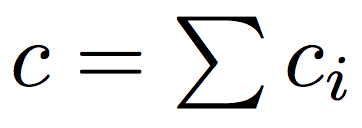 c = ∑ cᵢ